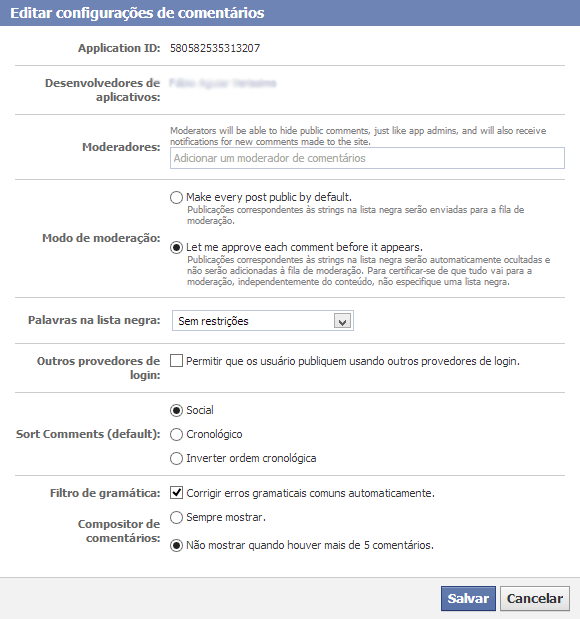 Editar configurações de comentários
Application ID: 580582535313207
Desenvolvedores de
aplicativos:
Moderadores:
Moderators will be able to hide public comments, just like app admins, and will also receive
notifications for new comments made to the site.
Adicionar um moderador de comentários
Modo de moderação:
Make every post public by default.
Publicações correspondentes às strings na lista negra serão enviadas para a fila de
moderação.
Let me approve each comment before it appears.
Publicações correspondentes às strings na lista negra serão automaticamente ocultadas e
não serão adicionadas à fila de moderação. Para certificar-se de que tudo vai para a
moderação, independemente do conteúdo, não especifique uma lista negra.
Palavras na lista negra: Sem restrições
Outros provedores de
login:
Permitir que os usuário publiquem usando outros provedores de login.
Sort Comments (default):
Social
Cronológico
Inverter ordem cronológica
Filtro de gramática: Corrigir erros gramaticais comuns automaticamente.
Compositor de
comentários:
Sempre mostrar.
Não mostrar quando houver mais de 5 comentários.
Salvar Cancelar